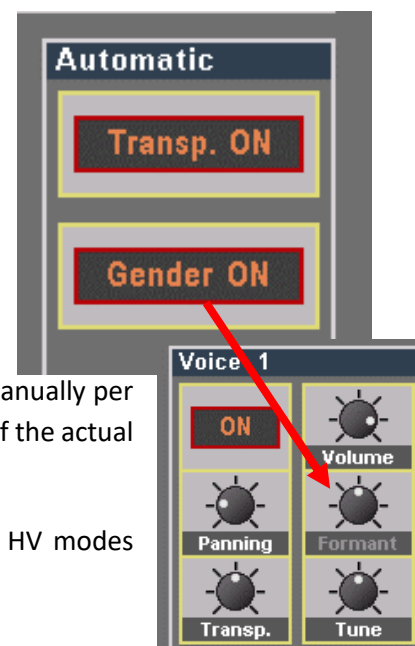 Automatic
Transp. ON
Gender ON
anually per
f the actual
HV modes
Voice 1
ON
Volume
Panning
Formant
Transp.
Tune